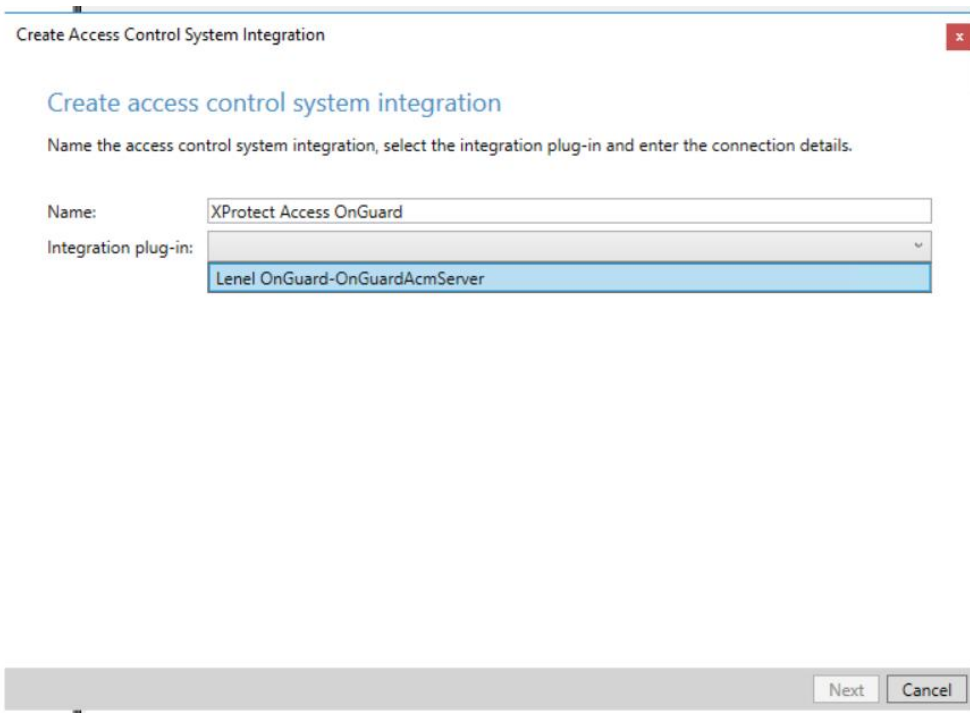 Create Access Control System Integration
x
Create access control system integration
Name the access control system integration, select the integration plug-in and enter the connection details.
Name: XProtect Access OnGuard
Integration plug-in:
Lenel OnGuard-OnGuardAcmServer
Next Cancel